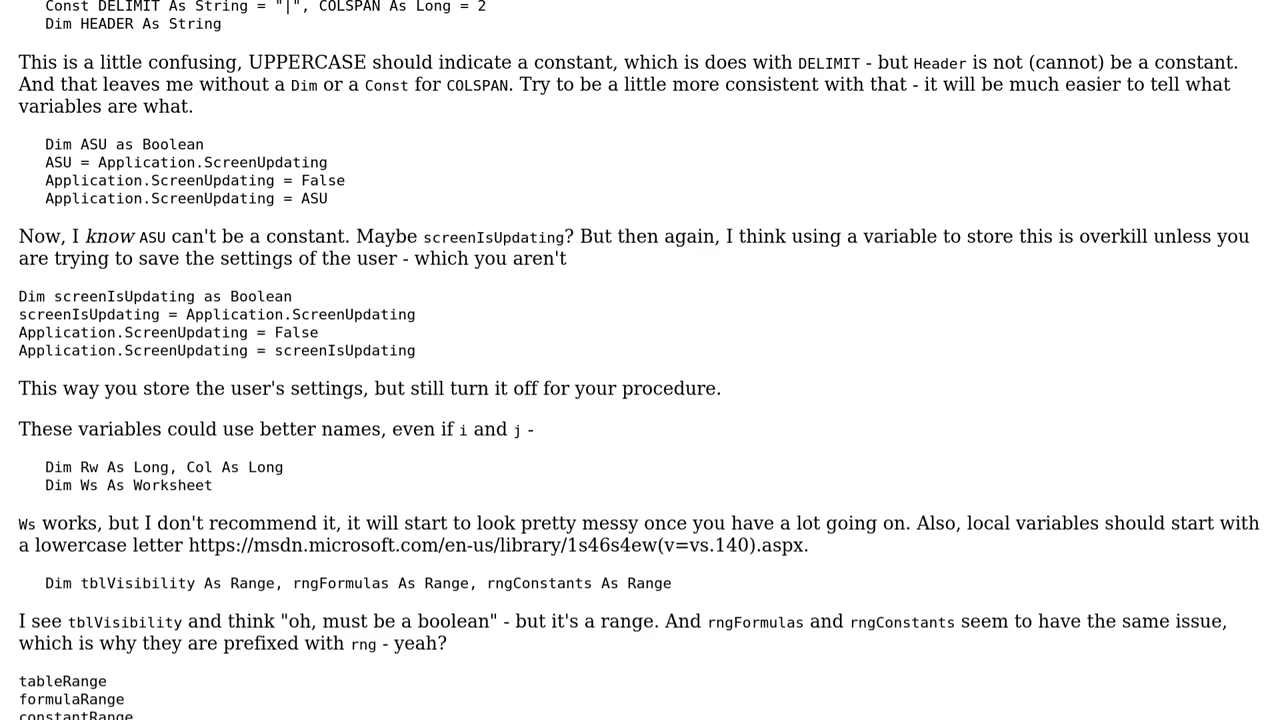 Const DELIMIT As String = "|", COLSPAN As Long = 2
Dim HEADER As String
This is a little confusing, UPPERCASE should indicate a constant, which is does with DELIMIT - but Header is not (cannot) be a constant.
And that leaves me without a Dim or a Const for COLSPAN. Try to be a little more consistent with that - it will be much easier to tell what
variables are what.
Dim ASU as Boolean
ASU = Application.ScreenUpdating
Application.ScreenUpdating = False
Application.ScreenUpdating = ASU
Now, I know ASU can't be a constant. Maybe screenIsUpdating? But then again, I think using a variable to store this is overkill unless you
are trying to save the settings of the user - which you aren't
Dim screenIsUpdating as Boolean
screenIsUpdating = Application.ScreenUpdating
Application.ScreenUpdating = False
Application.ScreenUpdating = screenIsUpdating
This way you store the user's settings, but still turn it off for your procedure.
These variables could use better names, even if i and j -
Dim Rw As Long, Col As Long
Dim Ws As Worksheet
Ws works, but I don't recommend it, it will start to look pretty messy once you have a lot going on. Also, local variables should start with
a lowercase letter https://msdn.microsoft.com/en-us/library/1s46s4ew(v=vs.140).aspx.
Dim tblVisibility As Range, rngFormulas As Range, rngConstants As Range
I see tblVisibility and think "oh, must be a boolean" - but it's a range. And rngFormulas and rngConstants seem to have the same issue,
which is why they are prefixed with rng - yeah?
tableRange
formulaRange
constantRange